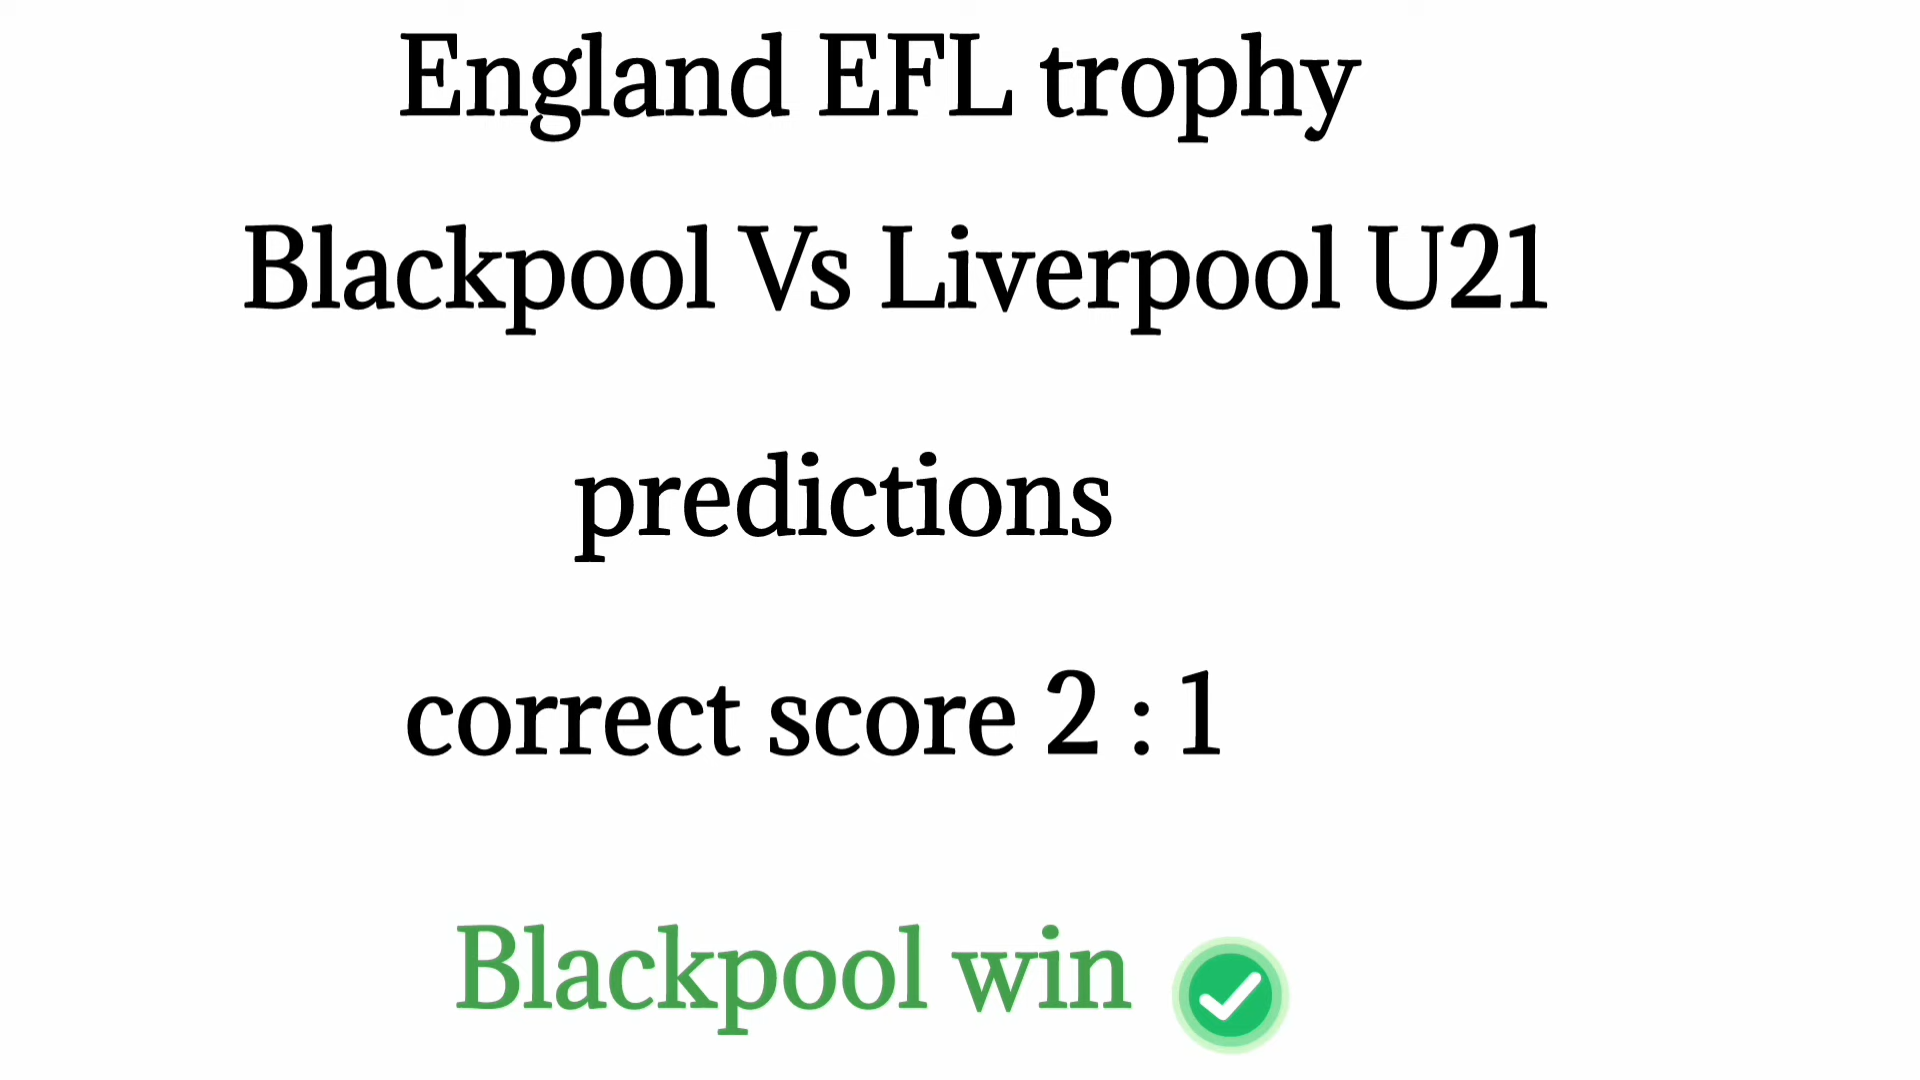 England EFL trophy
Blackpool Vs Liverpool U21
predictions
correct score 2 : 1
Blackpool win